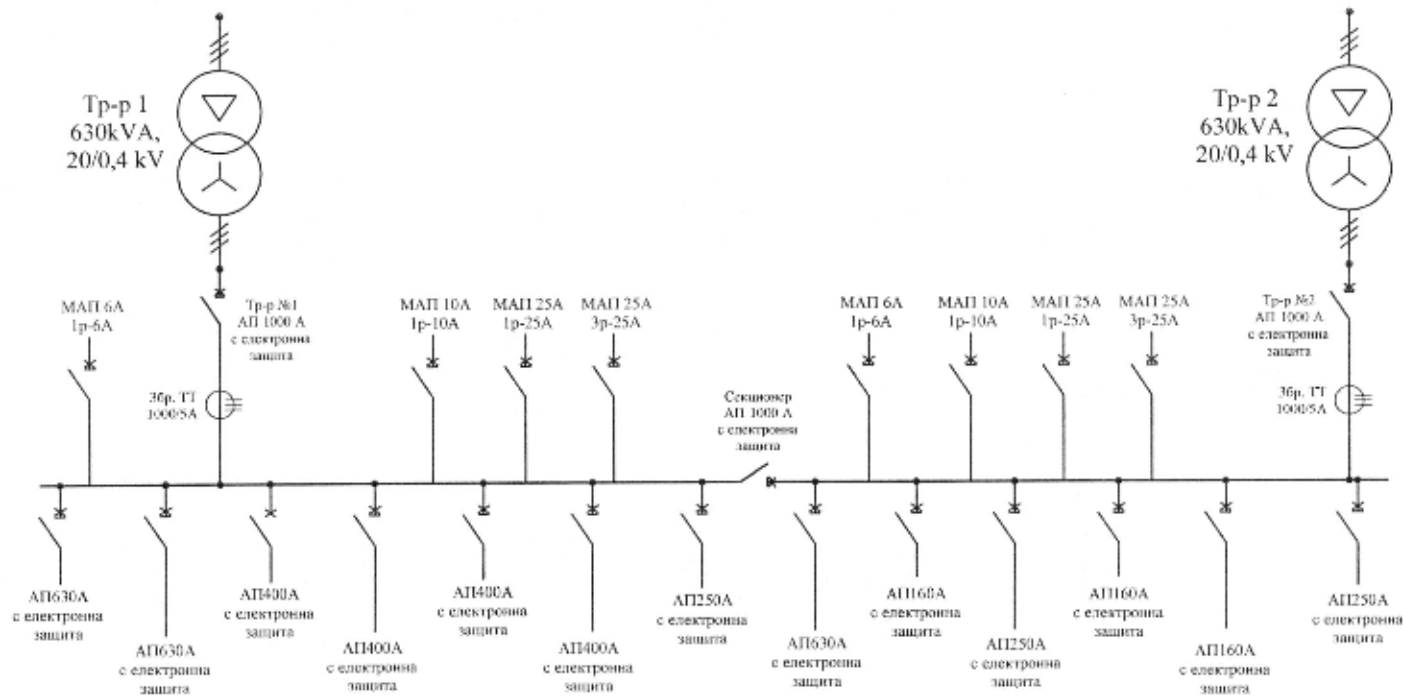 Тр-р 1
630kVA,
20/0,4 kV
Тр-р 2
630kVA,
20/0,4 kV
МАП 6А
1р-6А
Тр-р №1
АП 1000 А
с електронна
защита
МАП 10А
1р-10А
МАП 25А
1р-25А
МАП 25А
3р-25А
МАП 6А
1р-6А
МАП 10А
1р-10А
МАП 25А
1р-25А
МАП 25А
3р-25А
Тр-р №2
АП 1000 А
с електронна
защита
3бр. ТТ
1000/5А
Секционер
АП 1000 А
с електронна
защита
3бр. ТТ
1000/5А
АП630А
с електронна
защита
АП630А
с електронна
защита
АП400А
с електронна
защита
АП400А
с електронна
защита
АП400А
с електронна
защита
АП400А
с електронна
защита
АП250А
с електронна
защита
АП630А
с електронна
защита
АП160А
с електронна
защита
АП250А
с електронна
защита
АП160А
с електронна
защита
АП160А
с електронна
защита
АП250А
с електронна
защита